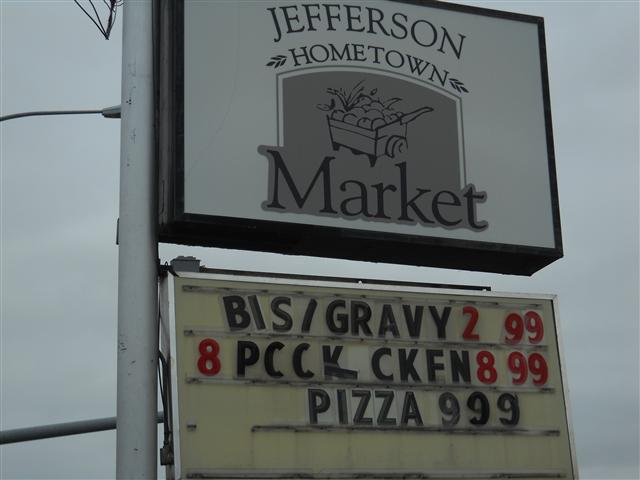 JEFFERSON
HOMETOWN
Market
BIS/GRAVY 2 99
8 PCCK CKFN 8 99
PIZZA 999